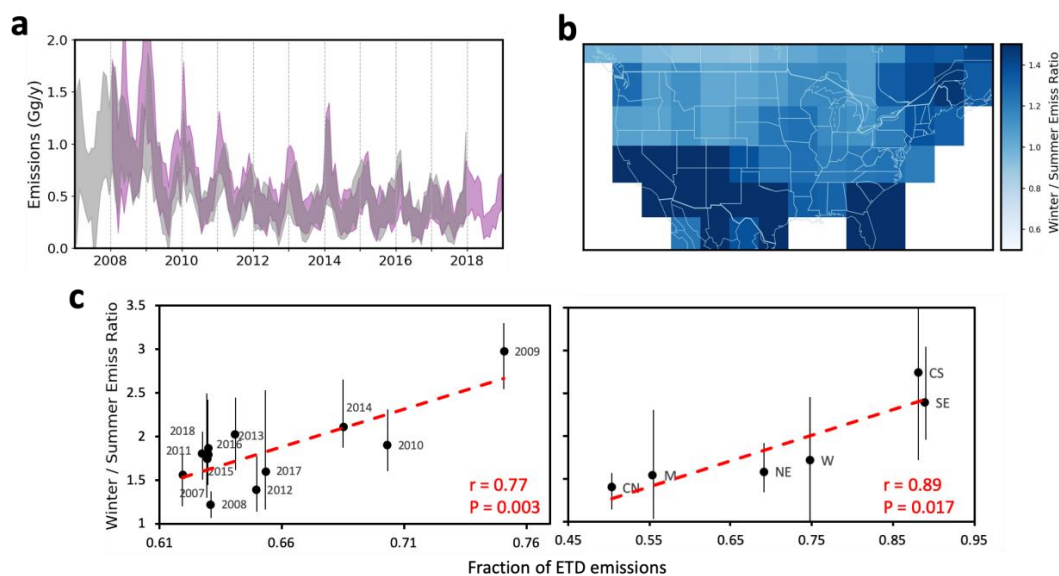 a
b
2.0
1.5
1.0
0.5
0.0
Emissions (Gg/y)
2008
2010
2012
2014
2016
2018
1.4
1.2
1.0
0.8
0.6
Winter / Summer Emiss Ratio
c
Winter / Summer Emiss Ratio
3.5
3
2.5
2
1.5
1
2009
2014
2010
2018
2016
2013
2011
2015
2017
2007
2012
2008
r = 0.77
P = 0.003
0.61
0.66
0.71
0.76
CS
SE
W
NE
M
CN
r = 0.89
P = 0.017
0.45
0.55
0.65
0.75
0.85
0.95
Fraction of ETD emissions